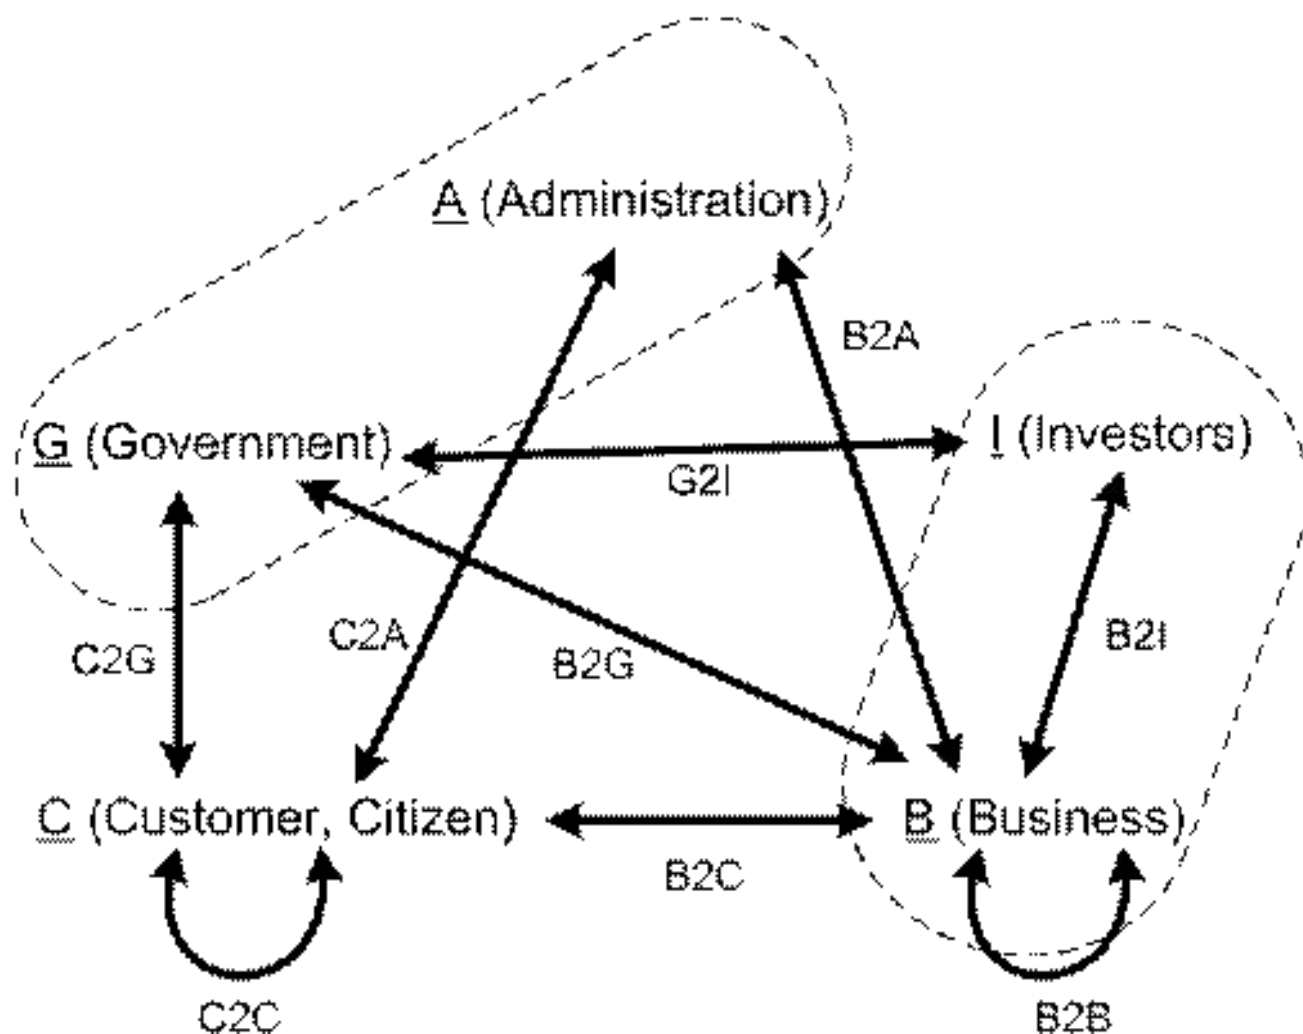 A (Administration)
B2A
G (Government)
I (Investors)
G2I
C2G
C2A
B2G
B2I
C (Customer, Citizen)
B (Business)
B2C
C2C
B2B